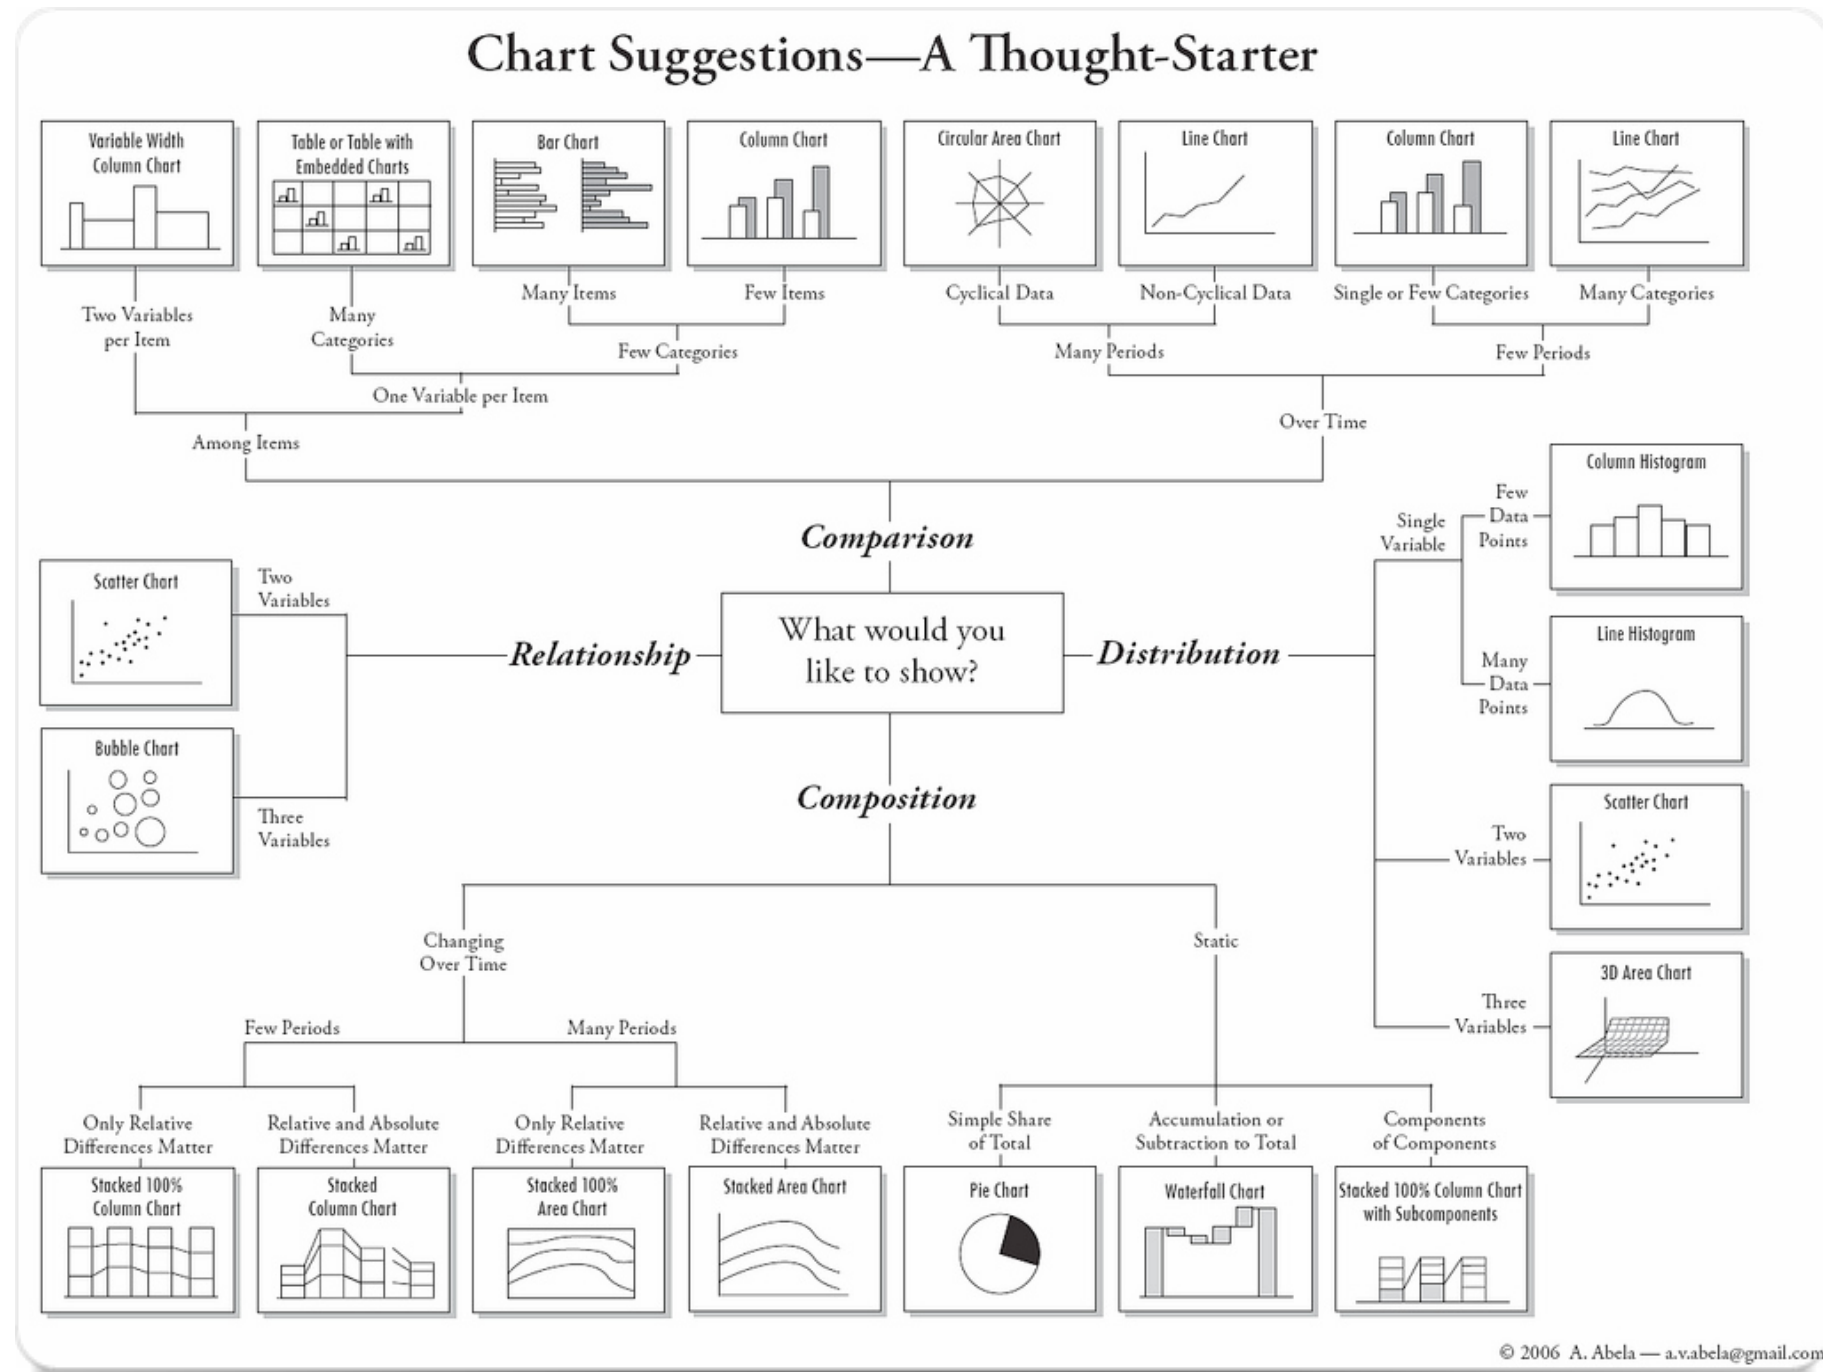 Chart Suggestions—A Thought-Starter
Variable Width
Column Chart
Table or Table with
Embedded Charts
Bar Chart
Column Chart
Circular Area Chart
Line Chart
Column Chart
Line Chart
Two Variables
per Item
Many
Categories
Many Items
Few Items
Cyclical Data
Non-Cyclical Data
Single or Few Categories
Many Categories
Few Categories
Many Periods
Few Periods
One Variable per Item
Among Items
Over Time
Comparison
What would you
like to show?
Relationship
Two
Variables
Scatter Chart
Three
Variables
Bubble Chart
Distribution
Single
Variable
Few
Data
Points
Column Histogram
Many
Data
Points
Line Histogram
Two
Variables
Scatter Chart
Three
Variables
3D Area Chart
Composition
Changing
Over Time
Static
Few Periods
Many Periods
Only Relative
Differences Matter
Relative and Absolute
Differences Matter
Only Relative
Differences Matter
Relative and Absolute
Differences Matter
Simple Share
of Total
Accumulation or
Subtraction to Total
Components
of Components
Stacked 100%
Column Chart
Stacked
Column Chart
Stacked 100%
Area Chart
Stacked Area Chart
Pie Chart
Waterfall Chart
Stacked 100% Column Chart
with Subcomponents
© 2006 A. Abela — a.v.abela@gmail.com